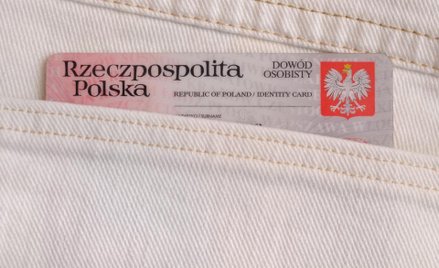 Rzeczpospolita
Polska
DOWÓD
OSOBISTY
REPUBLIC OF POLAND / IDENTITY CARD